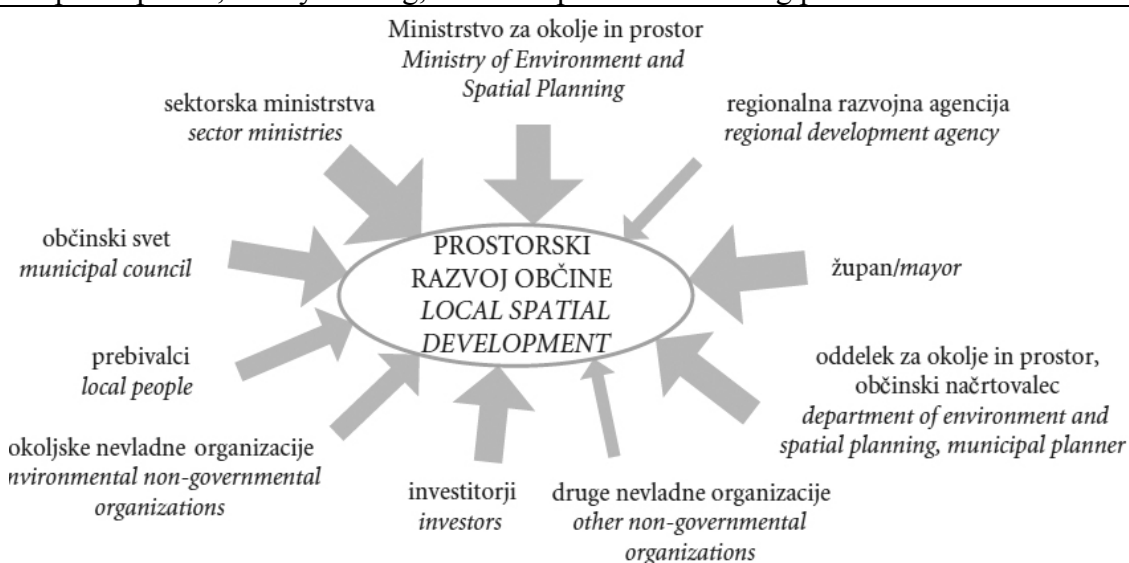 Ministrstvo za okolje in prostor
Ministry of Environment and
Spatial Planning
sektorska ministrstva
sector ministries
regionalna razvojna agencija
regional development agency
občinski svet
municipal council
PROSTORSKI
RAZVOJ OBČINE
LOCAL SPATIAL
DEVELOPMENT
župan/mayor
prebivalci
local people
oddelek za okolje in prostor,
občinski načrtovalec
department of environment and
spatial planning, municipal planner
okoljske nevladne organizacije
nvironmental non-governmental
organizations
investitorji
investors
druge nevladne organizacije
other non-governmental
organizations